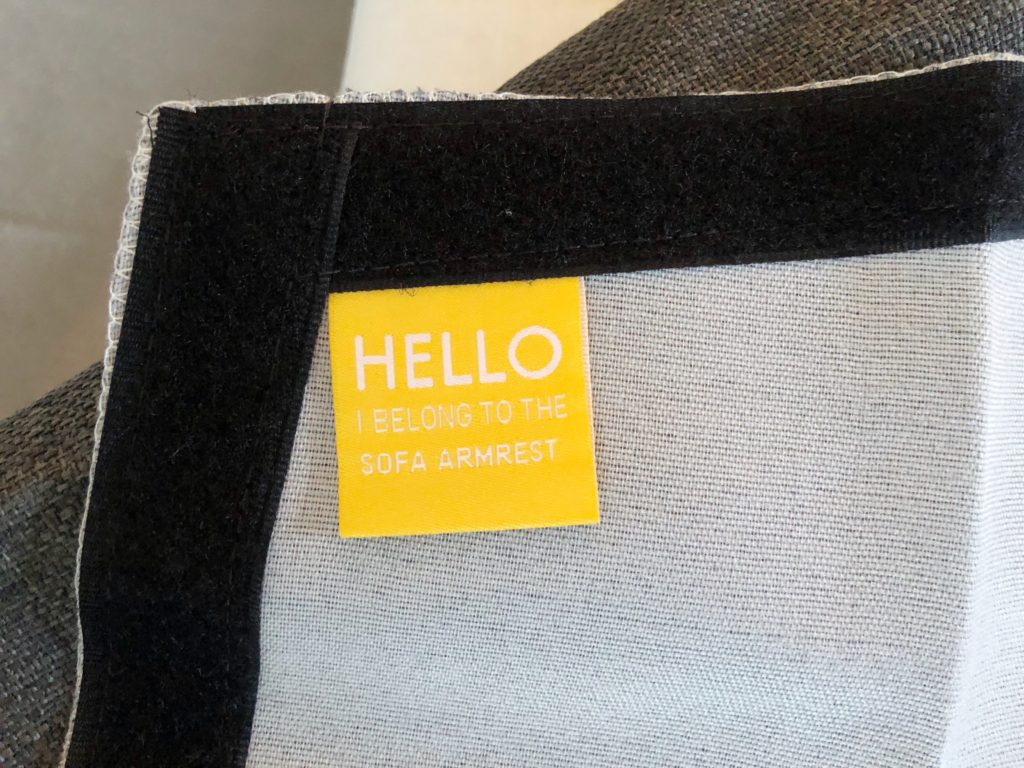 HELLO
I BELONG TO THE
SOFA ARMREST